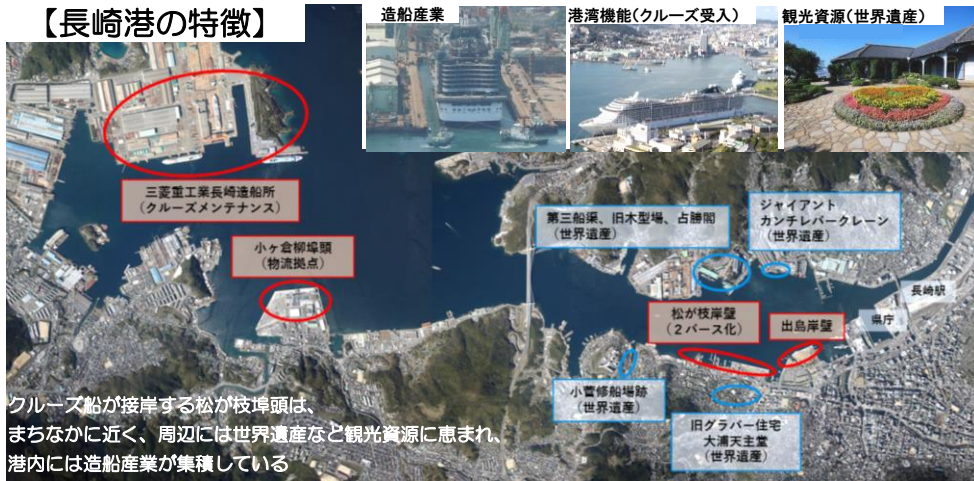 【長崎港の特徴】
造船産業
港湾機能(クルーズ受入)
観光資源(世界遺産)
三菱重工業長崎造船所
(クルーズメンテナンス)
小ヶ倉柳埠頭
(物流拠点)
第三船渠、旧木型場、占勝閣
(世界遺産)
ジャイアント
カンチレバークレーン
(世界遺産)
長崎駅
県庁
松が枝岸壁
(2バース化)
出島岸壁
小菅修船場跡
(世界遺産)
旧グラバー住宅
大浦天主堂
(世界遺産)
クルーズ船が接岸する松が枝埠頭は、
まちなかに近く、周辺には世界遺産など観光資源に恵まれ、
港内には造船産業が集積している